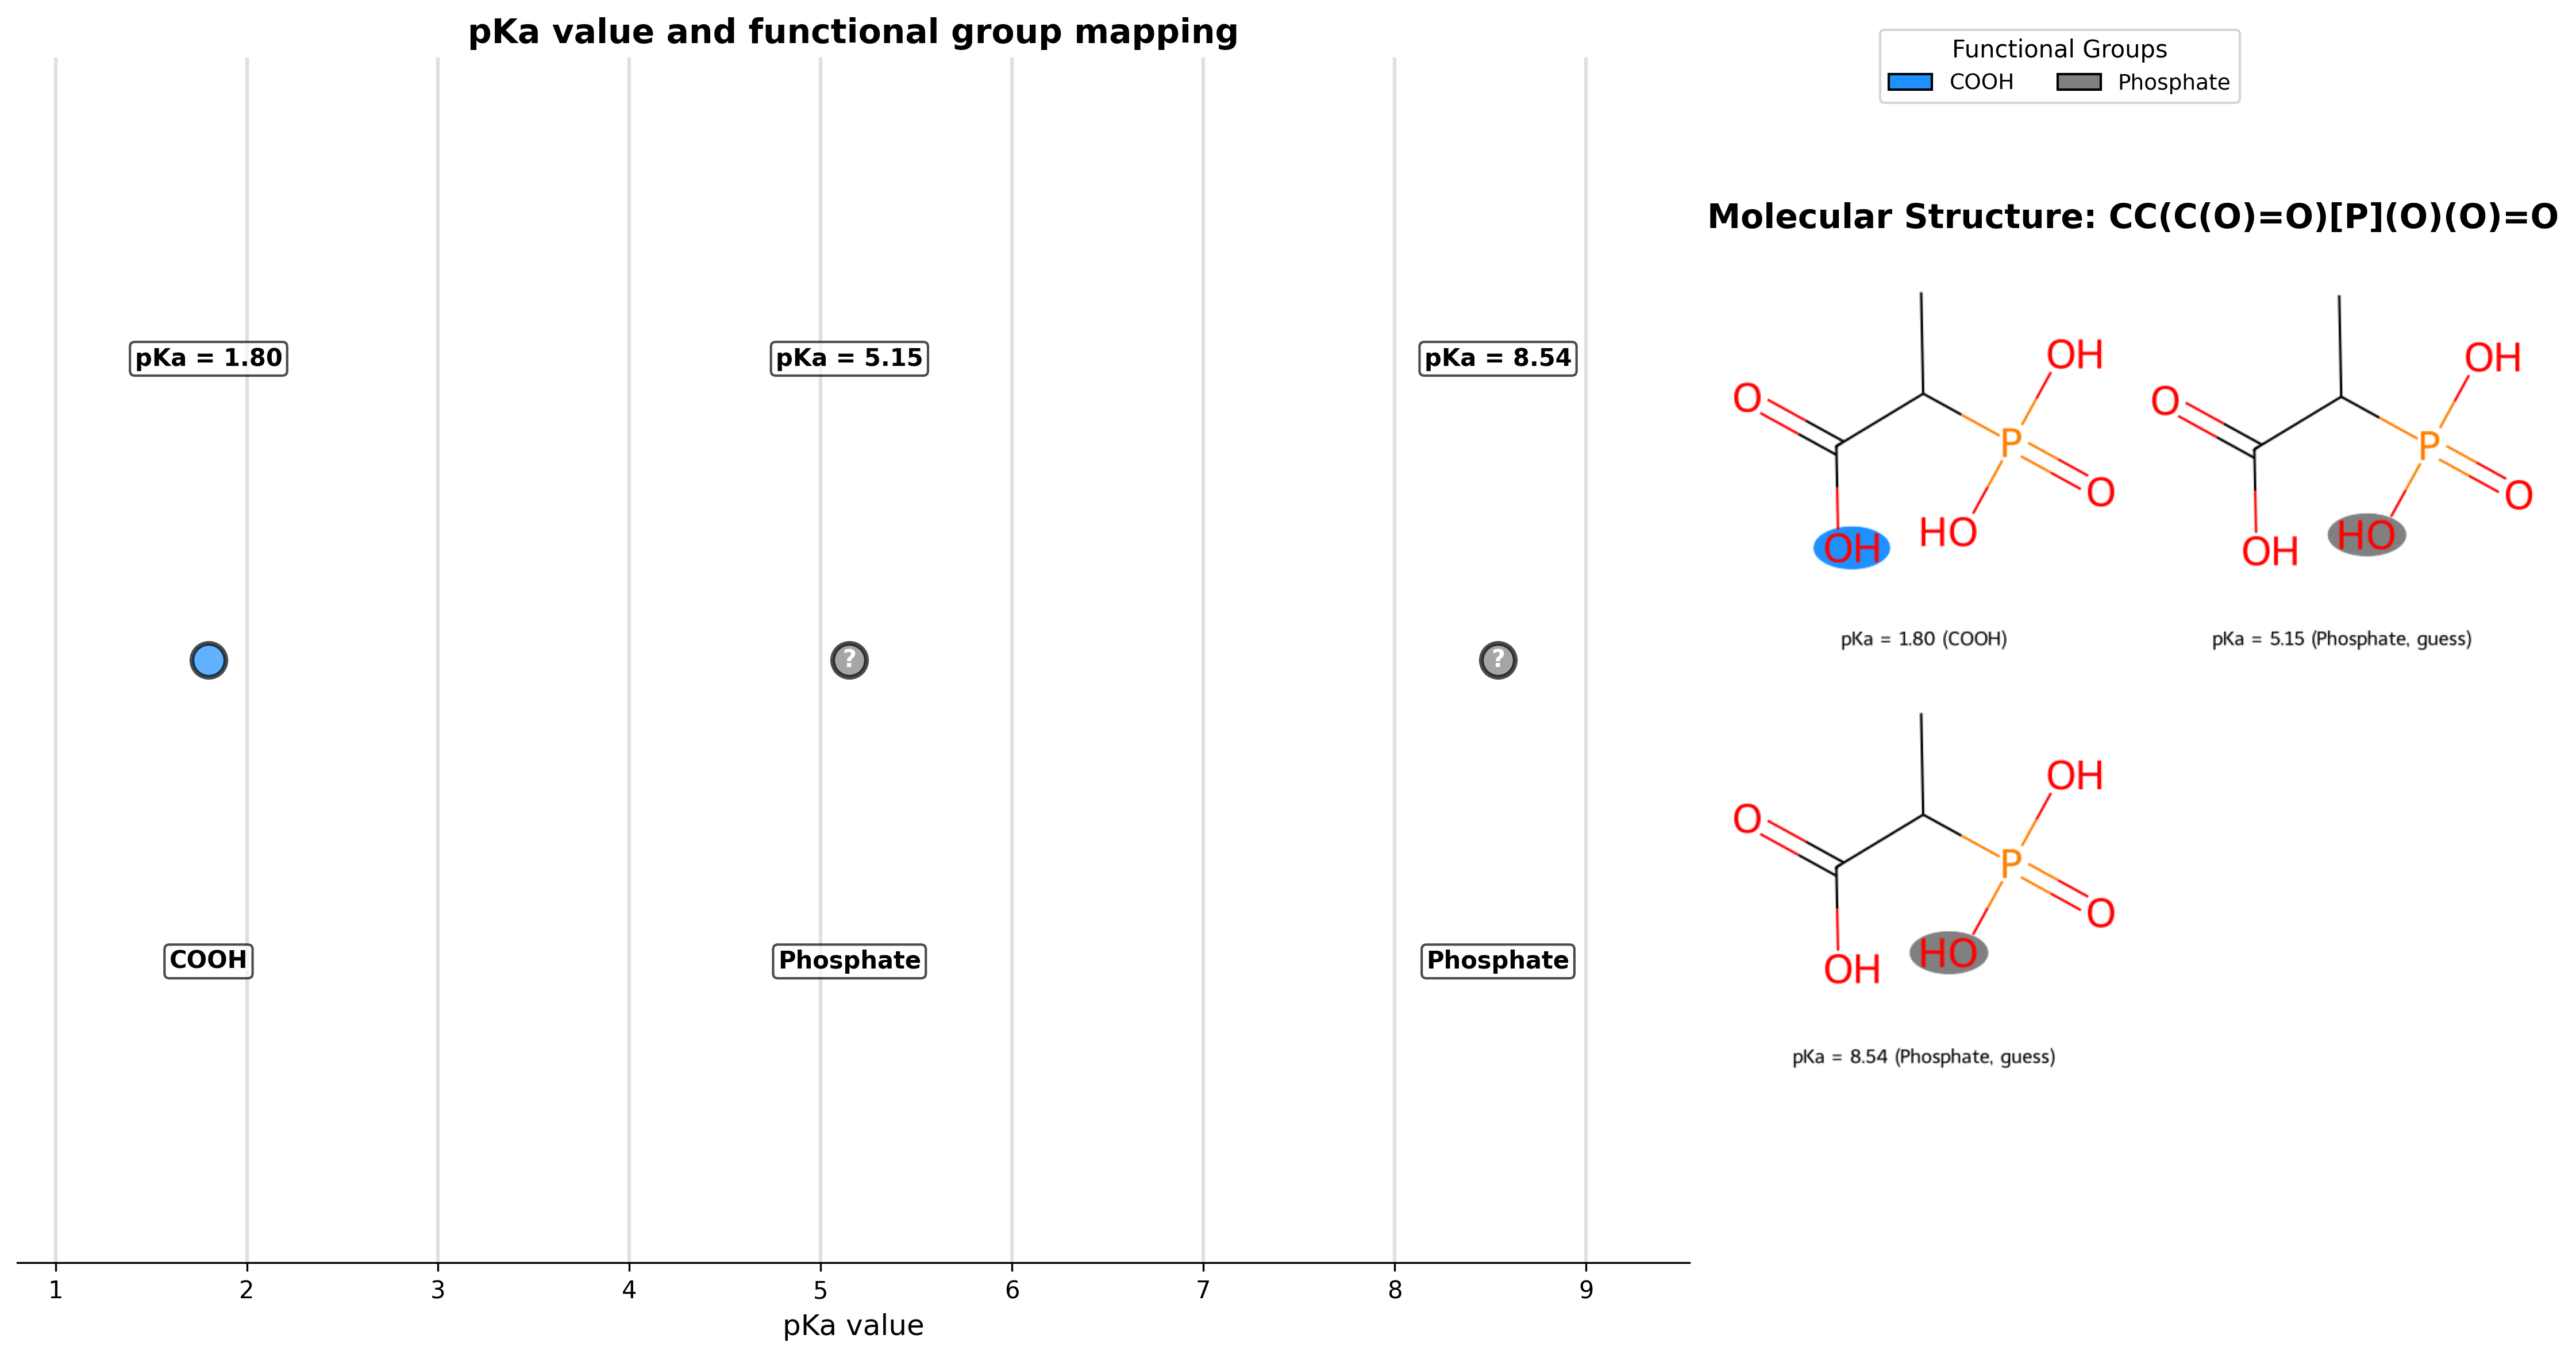 pKa value and functional group mapping
pKa = 1.80
pKa = 5.15
pKa = 8.54
?
?
COOH
Phosphate
Phosphate
1 2 3 4 5 6 7 8 9
pKa value
Functional Groups
COOH Phosphate
Molecular Structure: CC(C(O)=O)[P](O)(O)=O
OH
O
P
O
HO
OH
pKa = 1.80 (COOH)
OH
O
P
O
HO
OH
pKa = 5.15 (Phosphate, guess)
OH
O
P
O
HO
OH
pKa = 8.54 (Phosphate, guess)